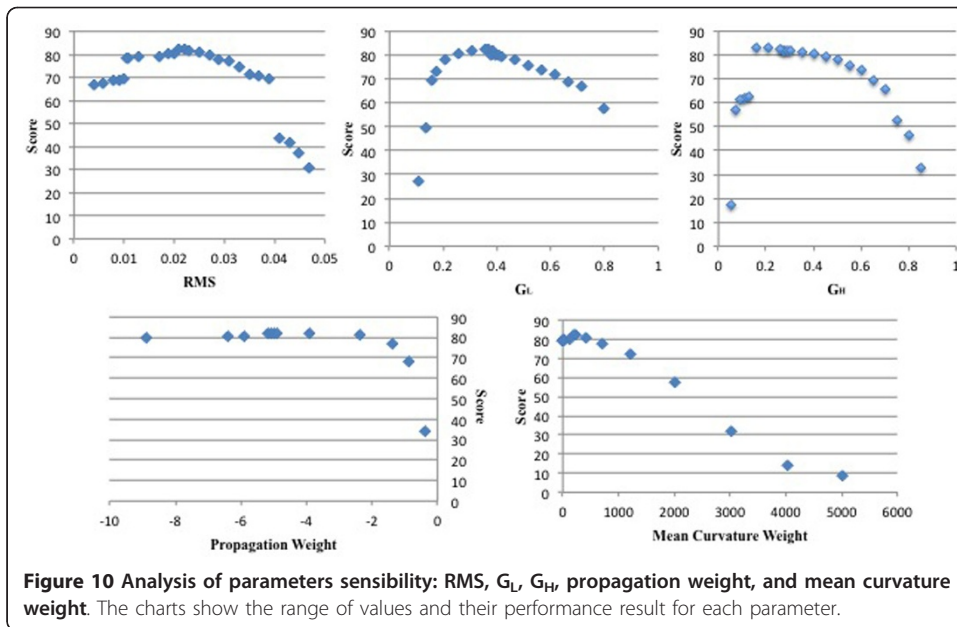 90
80
70
60
50
40
30
20
10
0
Score
0 0.01 0.02 0.03 0.04 0.05
RMS
90
80
70
60
50
40
30
20
10
0
Score
0 0.2 0.4 0.6 0.8 1
GL
90
80
70
60
50
40
30
20
10
0
Score
0 0.2 0.4 0.6 0.8 1
GH
90
80
70
60
50
40
30
20
10
0
Score
-10 -8 -6 -4 -2 0
Propagation Weight
90
80
70
60
50
40
30
20
10
0
Score
0 1000 2000 3000 4000 5000 6000
Mean Curvature Weight
Figure 10 Analysis of parameters sensibility: RMS, GL, GH, propagation weight, and mean curvature
weight. The charts show the range of values and their performance result for each parameter.